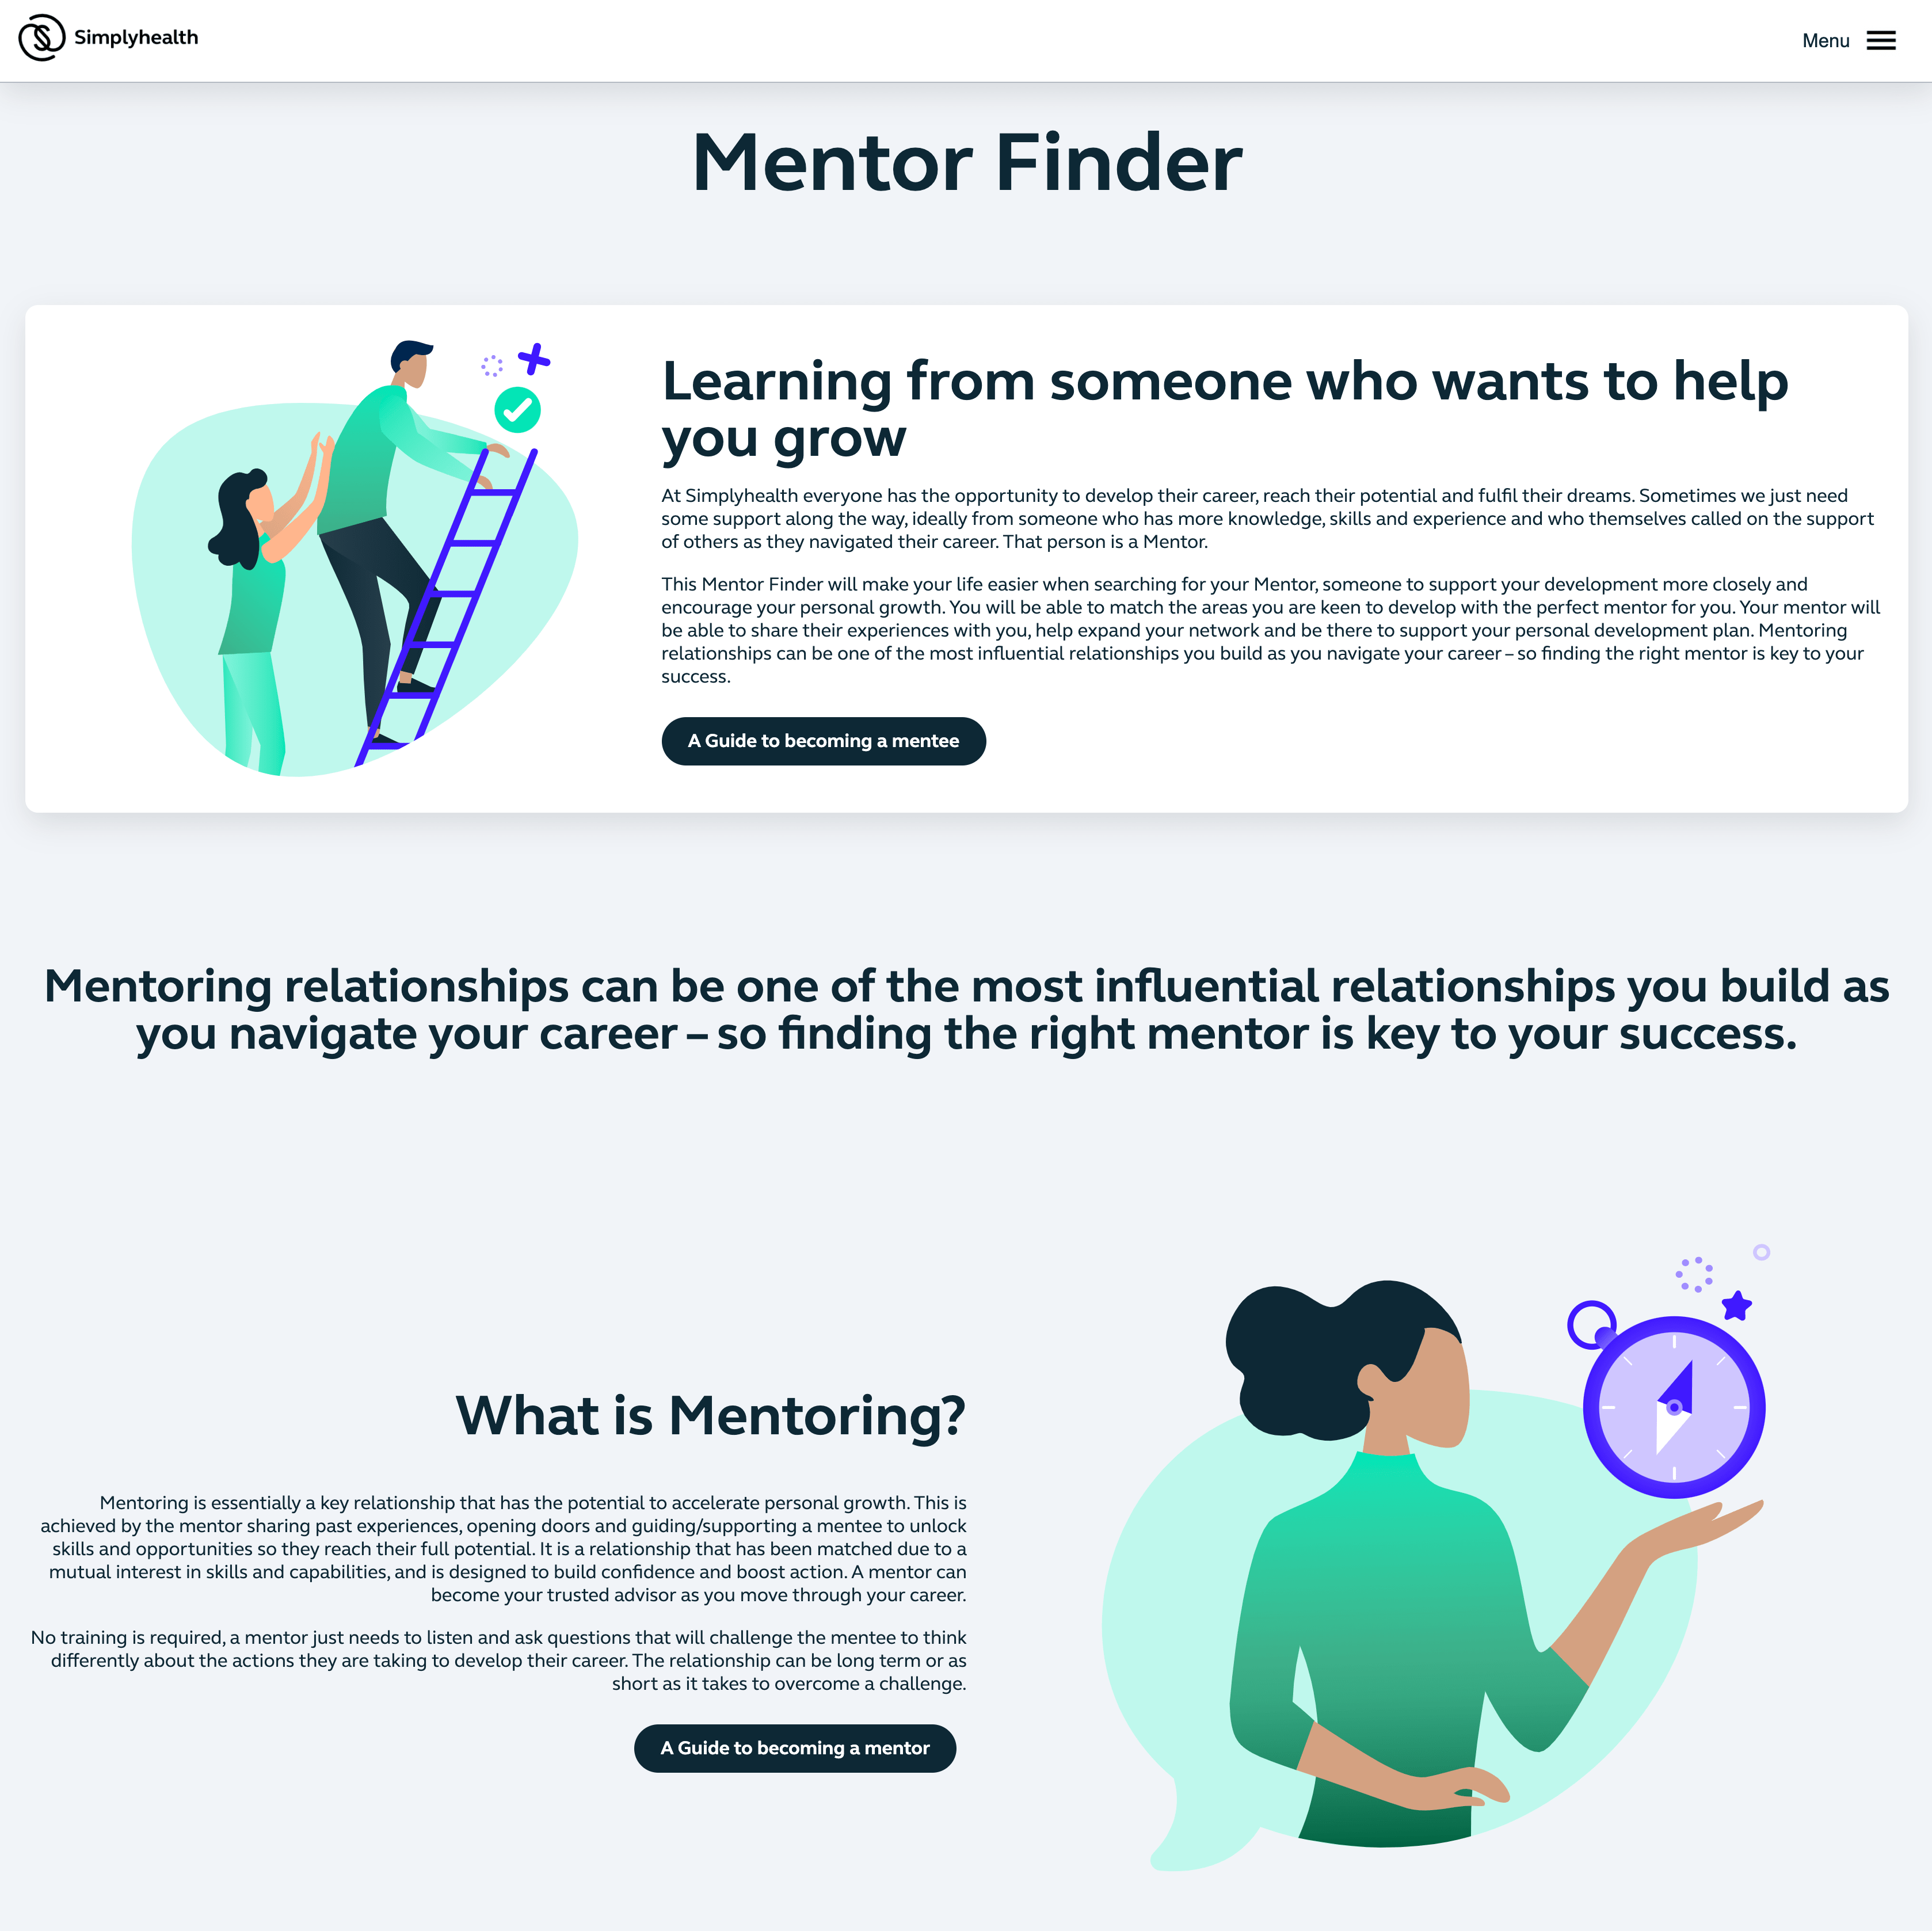 Simplyhealth
Menu
Mentor Finder
Learning from someone who wants to help
you grow
At Simplyhealth everyone has the opportunity to develop their career, reach their potential and fulfil their dreams. Sometimes we just need
some support along the way, ideally from someone who has more knowledge, skills and experience and who themselves called on the support
of others as they navigated their career. That person is a Mentor.
This Mentor Finder will make your life easier when searching for your Mentor, someone to support your development more closely and
encourage your personal growth. You will be able to match the areas you are keen to develop with the perfect mentor for you. Your mentor will
be able to share their experiences with you, help expand your network and be there to support your personal development plan. Mentoring
relationships can be one of the most influential relationships you build as you navigate your career – so finding the right mentor is key to your
success.
A Guide to becoming a mentee
Mentoring relationships can be one of the most influential relationships you build as
you navigate your career – so finding the right mentor is key to your success.
What is Mentoring?
Mentoring is essentially a key relationship that has the potential to accelerate personal growth. This is
achieved by the mentor sharing past experiences, opening doors and guiding/supporting a mentee to unlock
skills and opportunities so they reach their full potential. It is a relationship that has been matched due to a
mutual interest in skills and capabilities, and is designed to build confidence and boost action. A mentor can
become your trusted advisor as you move through your career.
No training is required, a mentor just needs to listen and ask questions that will challenge the mentee to think
differently about the actions they are taking to develop their career. The relationship can be long term or as
short as it takes to overcome a challenge.
A Guide to becoming a mentor